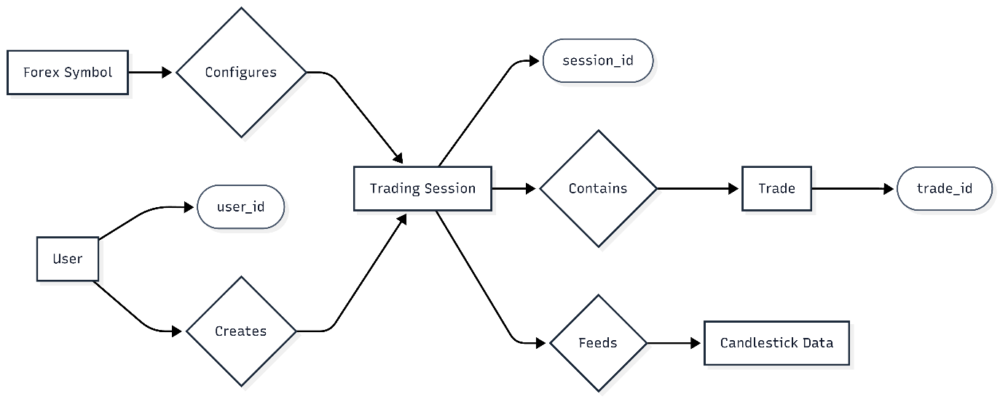 Forex Symbol
Configures
session_id
Trading Session
Contains
Trade
trade_id
user_id
User
Creates
Feeds
Candlestick Data